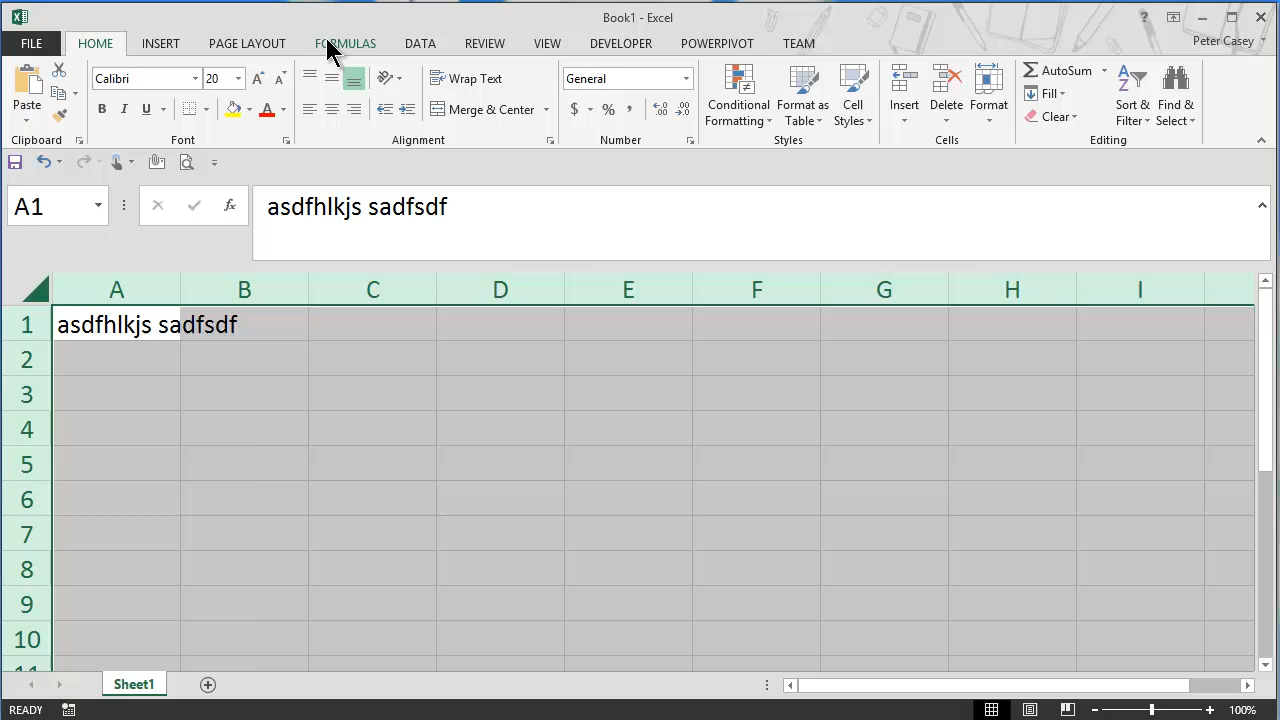 Book1 - Excel
?
FILE HOME INSERT PAGE LAYOUT FORMULAS DATA REVIEW VIEW DEVELOPER POWERPIVOT TEAM Peter Casey
Paste
Clipboard
Calibri 20
B I U A
Font
Wrap Text
Merge & Center
Alignment
General
$ % ,
Number
Conditional Formatting
Format as Table
Cell Styles
Styles
Insert Delete Format
Cells
AutoSum
Fill
Clear
Sort & Filter
Find & Select
Editing
A1 fx asdfhlkjs sadfsdf
A B C D E F G H I
1 asdfhlkjs sadfsdf
2
3
4
5
6
7
8
9
10
11
Sheet1
READY 100%